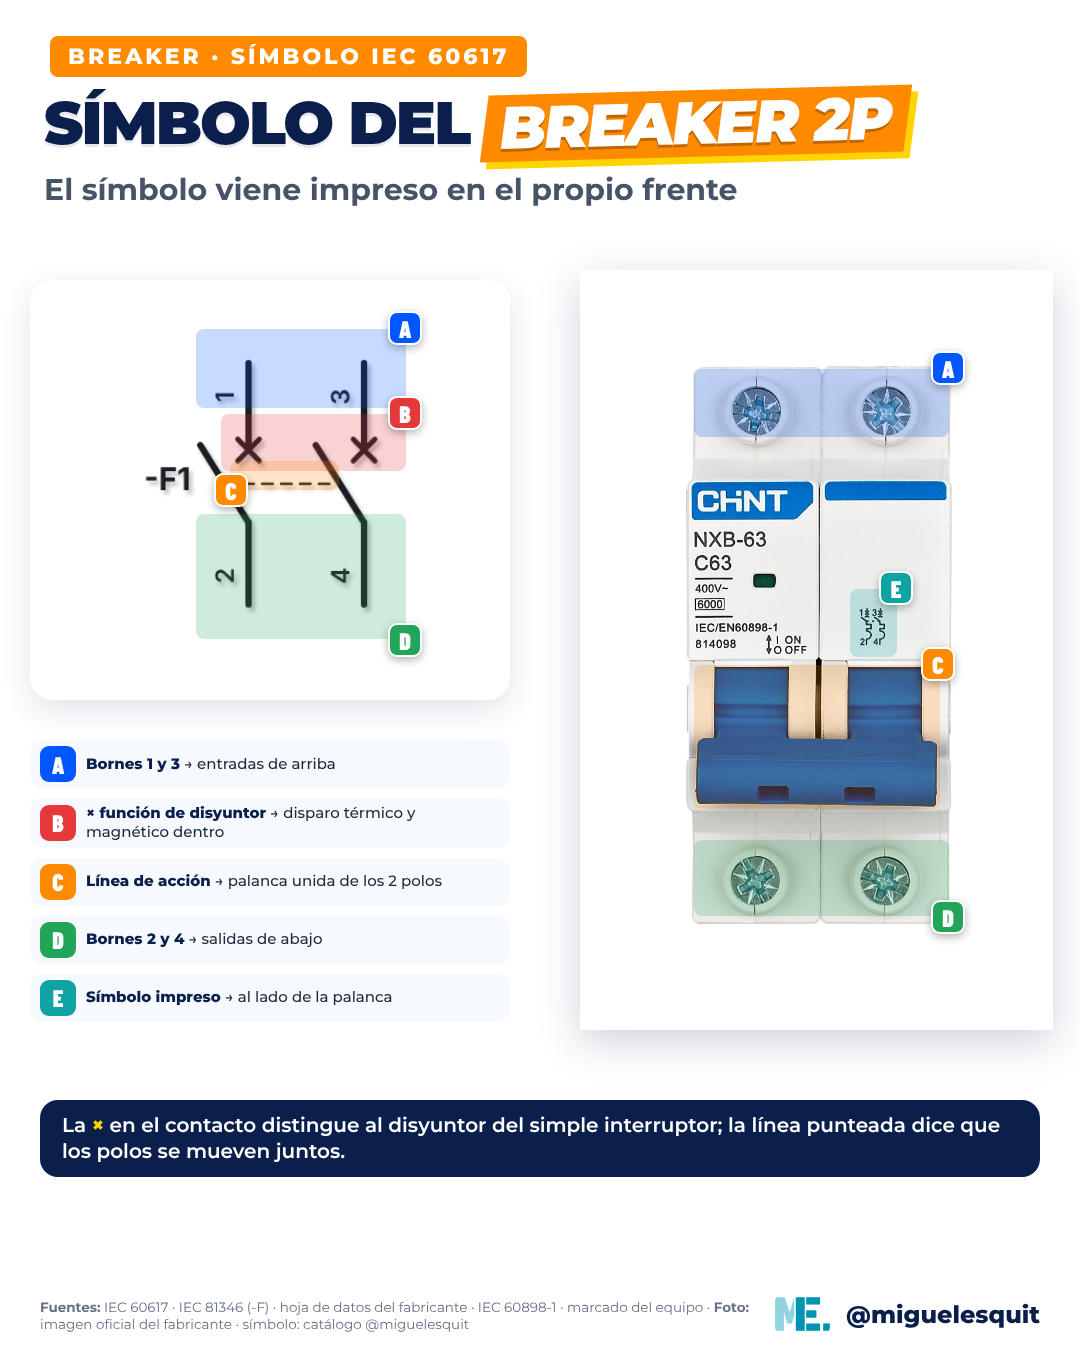 BREAKER · SÍMBOLO IEC 60617
SÍMBOLO DEL BREAKER 2P
El símbolo viene impreso en el propio frente
A
1
3
B
-F1
C
2
4
D
A
CHINT
NXB-63
C63
400V~
6000
IEC/EN60898-1
814098
I ON
O OFF
E
1 3
2 4
C
D
A Bornes 1 y 3 → entradas de arriba
B × función de disyuntor → disparo térmico y
magnético dentro
C Línea de acción → palanca unida de los 2 polos
D Bornes 2 y 4 → salidas de abajo
E Símbolo impreso → al lado de la palanca
La × en el contacto distingue al disyuntor del simple interruptor; la línea punteada dice que
los polos se mueven juntos.
Fuentes: IEC 60617 · IEC 81346 (-F) · hoja de datos del fabricante · IEC 60898-1 · marcado del equipo · Foto:
imagen oficial del fabricante · símbolo: catálogo @miguelesquit
ME. @miguelesquit